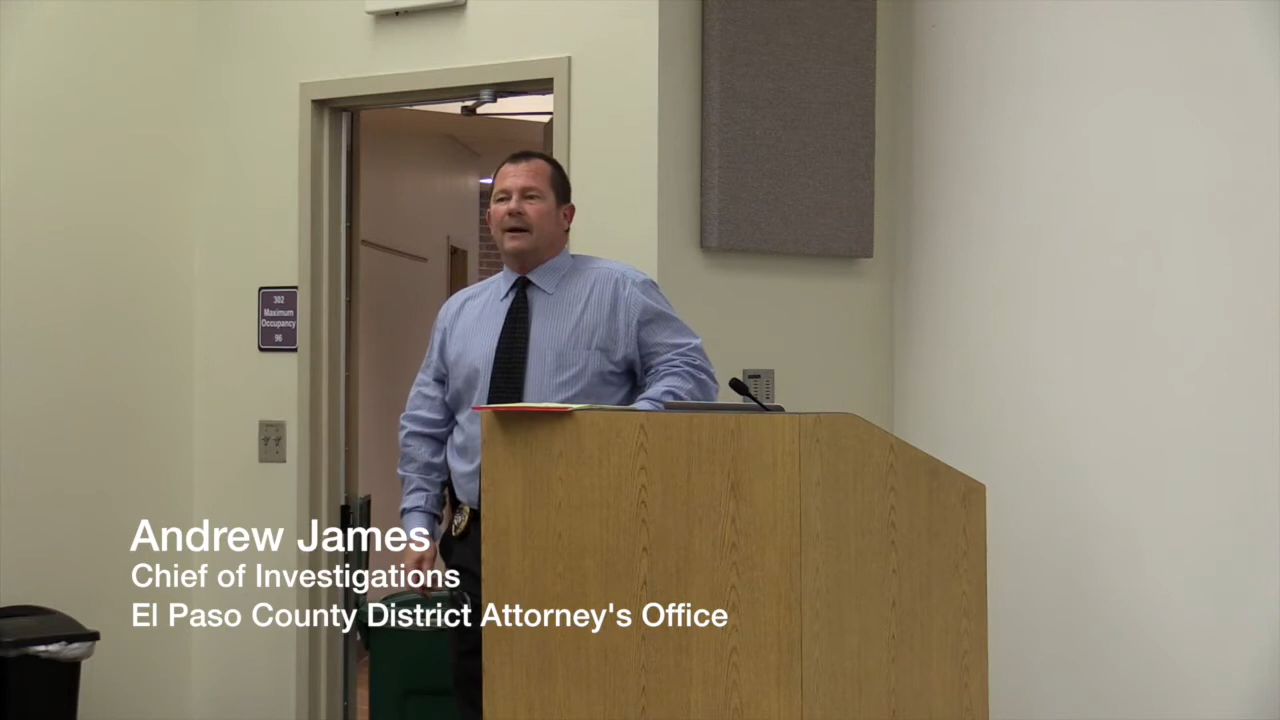 302
Maximum
Occupancy
96
Andrew James
Chief of Investigations
El Paso County District Attorney's Office